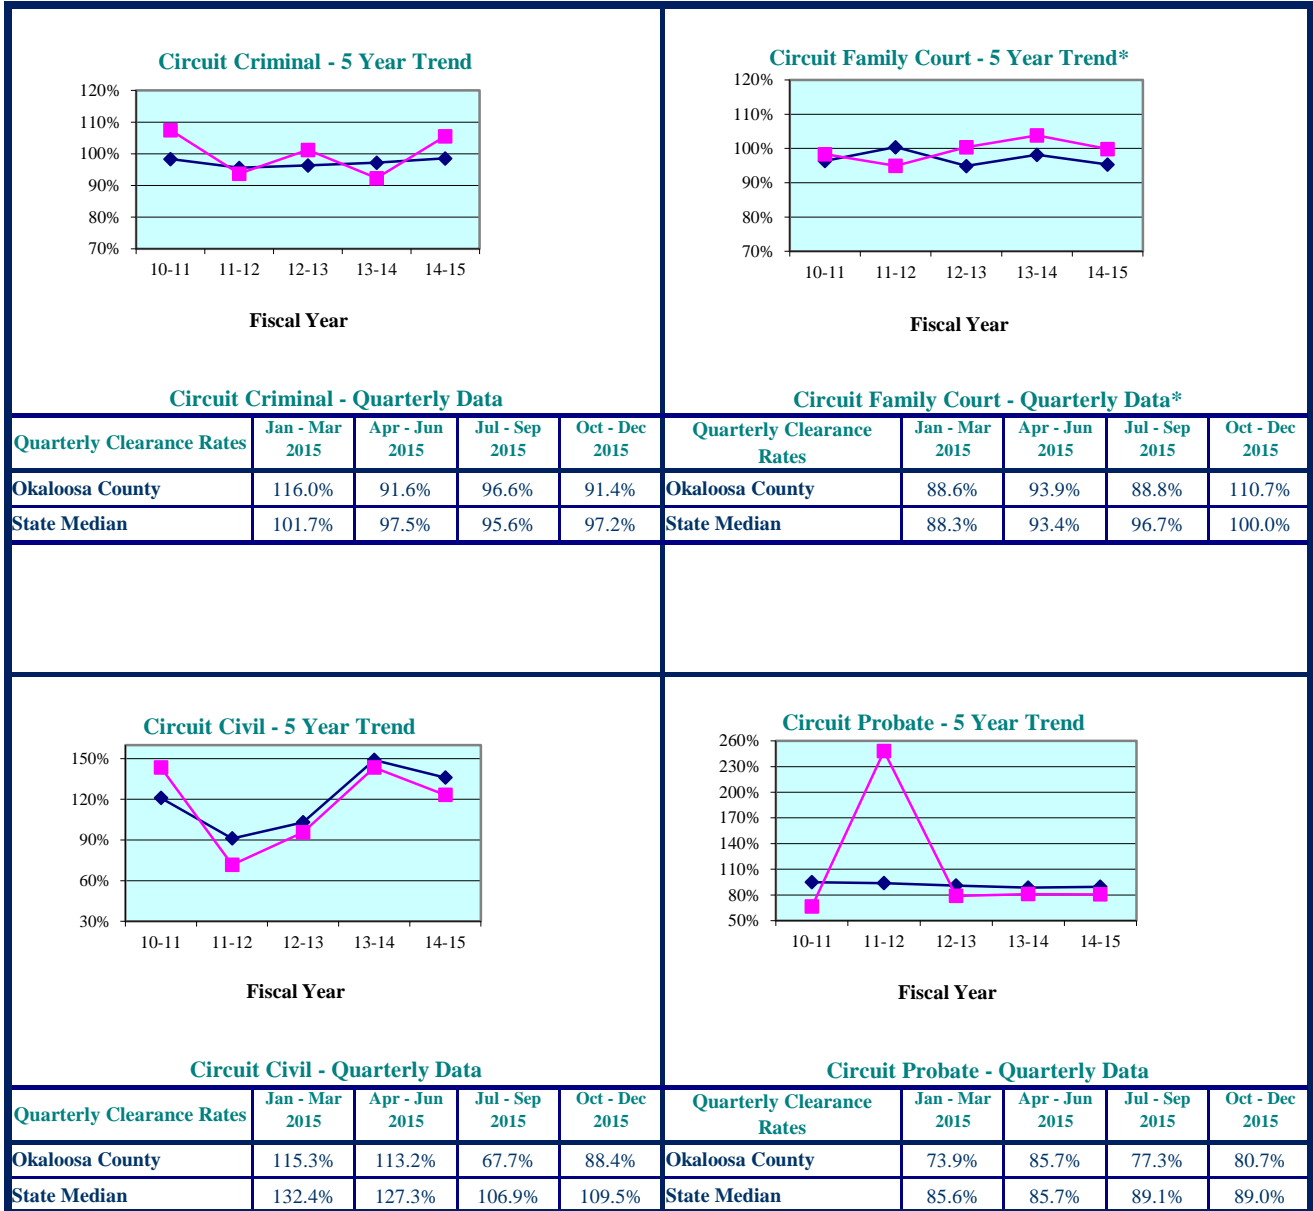 Circuit Criminal - 5 Year Trend
120%
110%
100%
90%
80%
70%
10-11 11-12 12-13 13-14 14-15
Fiscal Year
Circuit Criminal - Quarterly Data
Quarterly Clearance Rates Jan - Mar 2015 Apr - Jun 2015 Jul - Sep 2015 Oct - Dec 2015
Okaloosa County 116.0% 91.6% 96.6% 91.4%
State Median 101.7% 97.5% 95.6% 97.2%
Circuit Family Court - 5 Year Trend*
120%
110%
100%
90%
80%
70%
10-11 11-12 12-13 13-14 14-15
Fiscal Year
Circuit Family Court - Quarterly Data*
Quarterly Clearance Rates Jan - Mar 2015 Apr - Jun 2015 Jul - Sep 2015 Oct - Dec 2015
Okaloosa County 88.6% 93.9% 88.8% 110.7%
State Median 88.3% 93.4% 96.7% 100.0%
Circuit Civil - 5 Year Trend
150%
120%
90%
60%
30%
10-11 11-12 12-13 13-14 14-15
Fiscal Year
Circuit Civil - Quarterly Data
Quarterly Clearance Rates Jan - Mar 2015 Apr - Jun 2015 Jul - Sep 2015 Oct - Dec 2015
Okaloosa County 115.3% 113.2% 67.7% 88.4%
State Median 132.4% 127.3% 106.9% 109.5%
Circuit Probate - 5 Year Trend
260%
230%
200%
170%
140%
110%
80%
50%
10-11 11-12 12-13 13-14 14-15
Fiscal Year
Circuit Probate - Quarterly Data
Quarterly Clearance Rates Jan - Mar 2015 Apr - Jun 2015 Jul - Sep 2015 Oct - Dec 2015
Okaloosa County 73.9% 85.7% 77.3% 80.7%
State Median 85.6% 85.7% 89.1% 89.0%